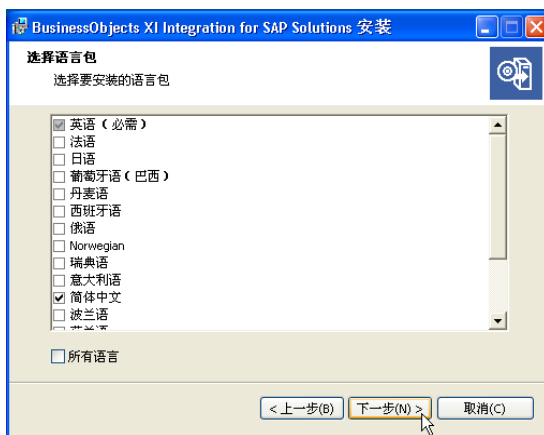 BusinessObjects XI Integration for SAP Solutions 安装
选择语言包
选择要安装的语言包
英语（必需）
法语
日语
葡萄牙语（巴西）
丹麦语
西班牙语
俄语
Norwegian
瑞典语
意大利语
简体中文
波兰语
所有语言
< 上一步(B) 下一步(N) > 取消(C)